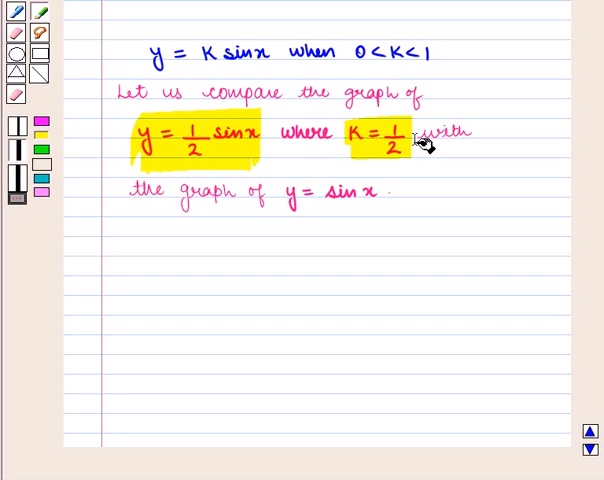 y = K sinx when 0<K<1
Let us compare the graph of
y = 1/2 sinx where K = 1/2 with
the graph of y = sinx.